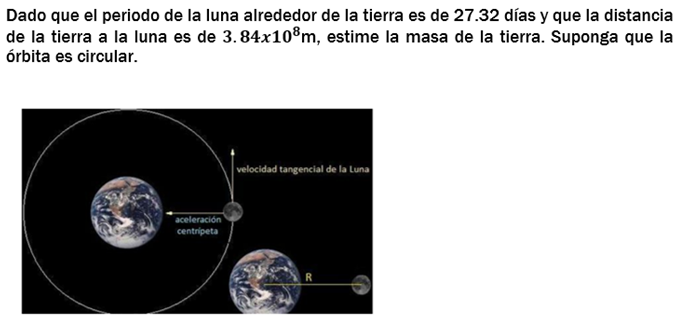 Dado que el periodo de la luna alrededor de la tierra es de 27.32 días y que la distancia
de la tierra a la luna es de 3.84x10⁸m, estime la masa de la tierra. Suponga que la
órbita es circular.
velocidad tangencial de la Luna
aceleración
centrípeta
R